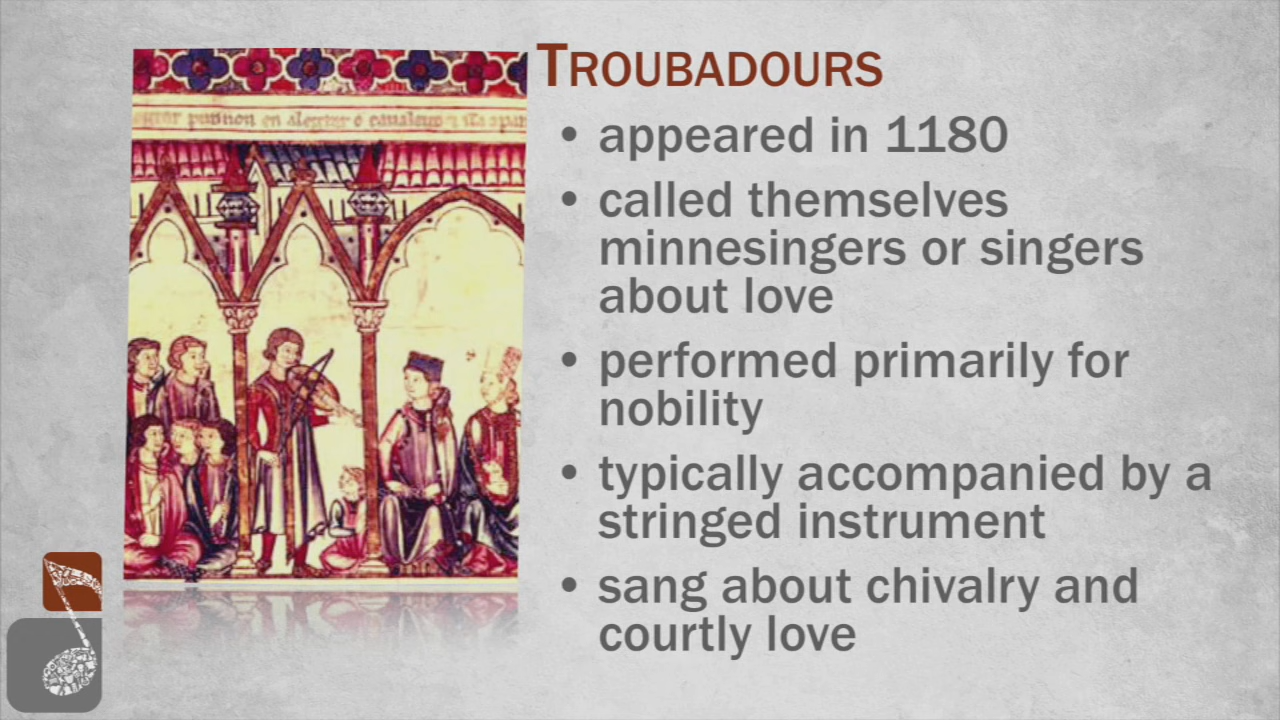 TROUBADOURS
• appeared in 1180
• called themselves
minnesingers or singers
about love
• performed primarily for
nobility
• typically accompanied by a
stringed instrument
• sang about chivalry and
courtly love